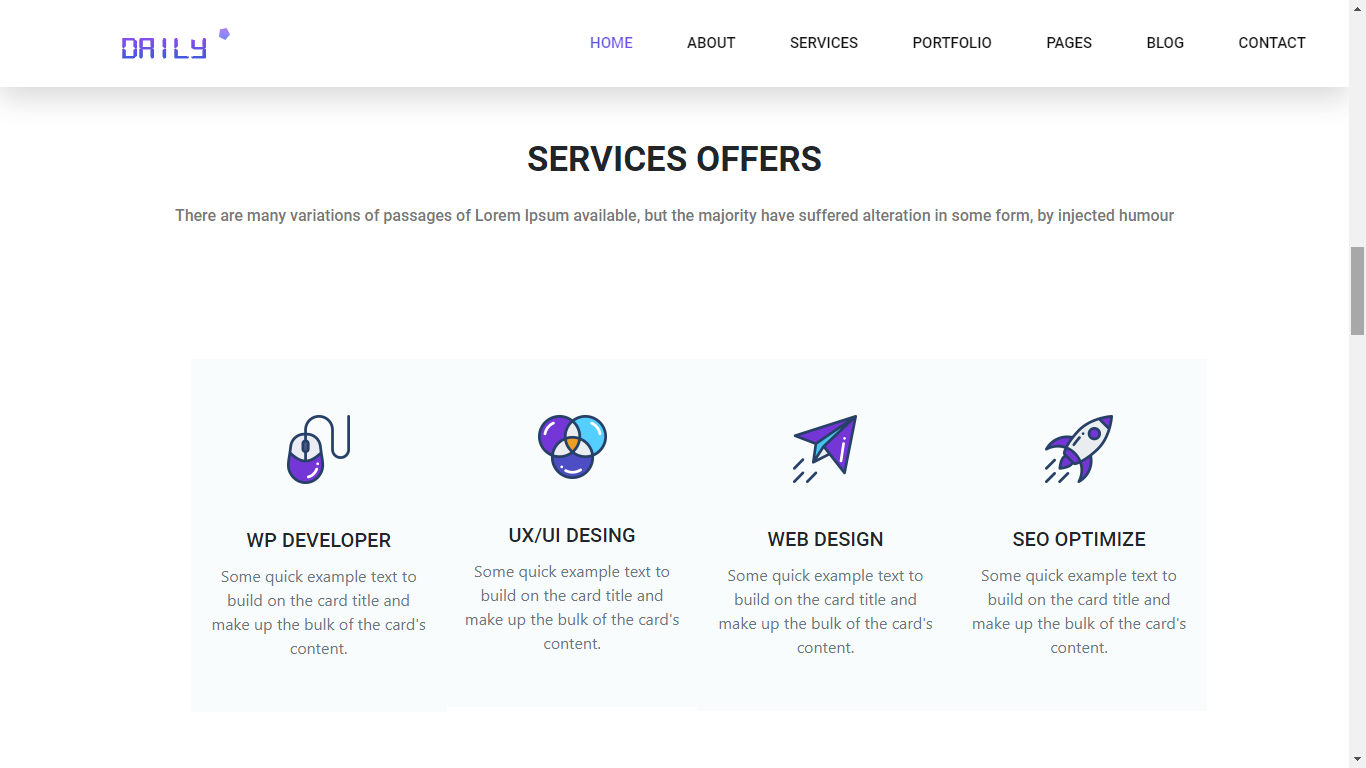 DAILY
HOME ABOUT SERVICES PORTFOLIO PAGES BLOG CONTACT
SERVICES OFFERS
There are many variations of passages of Lorem Ipsum available, but the majority have suffered alteration in some form, by injected humour
WP DEVELOPER
Some quick example text to
build on the card title and
make up the bulk of the card's
content.
UX/UI DESING
Some quick example text to
build on the card title and
make up the bulk of the card's
content.
WEB DESIGN
Some quick example text to
build on the card title and
make up the bulk of the card's
content.
SEO OPTIMIZE
Some quick example text to
build on the card title and
make up the bulk of the card's
content.